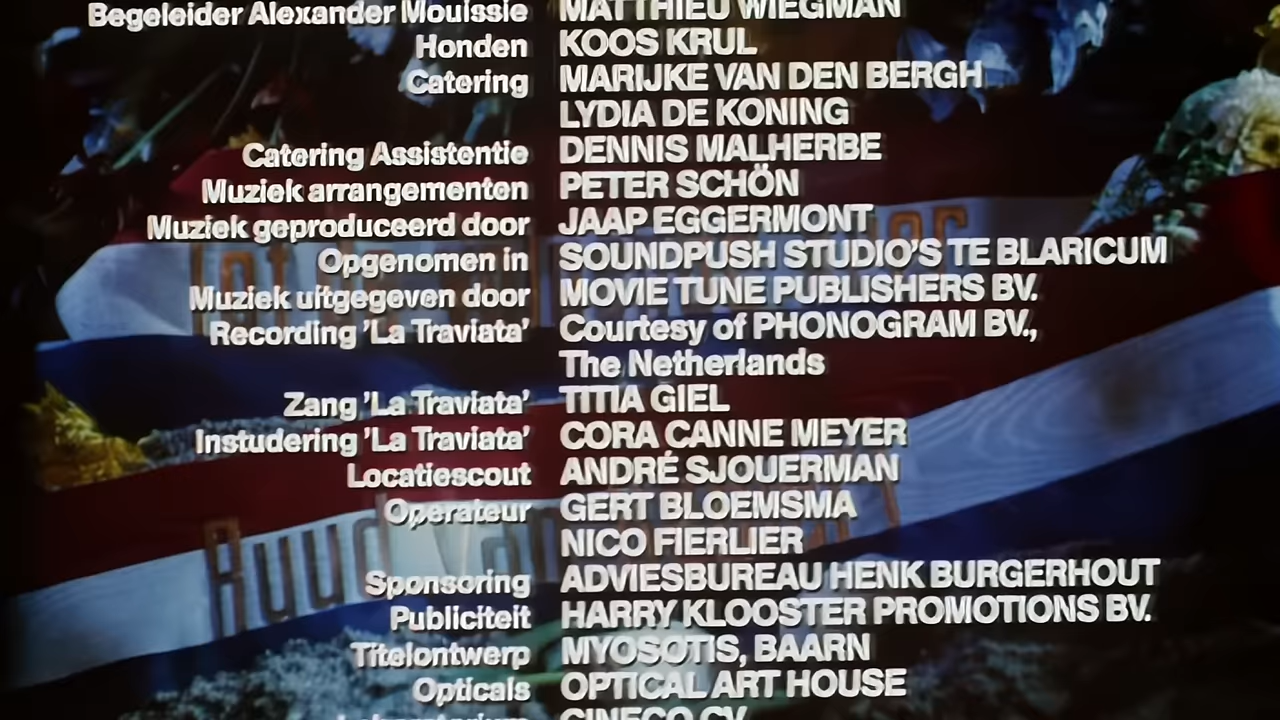 Begeleider Alexander Mouissie MATTHIEU WIEGMAN
Honden KOOS KRUL
Catering MARIJKE VAN DEN BERGH
LYDIA DE KONING
Catering Assistentie DENNIS MALHERBE
Muziek arrangementen PETER SCHÖN
Muziek geproduceerd door JAAP EGGERMONT
Opgenomen in SOUNDPUSH STUDIO'S TE BLARICUM
Muziek uitgegeven door MOVIE TUNE PUBLISHERS BV.
Recording 'La Traviata' Courtesy of PHONOGRAM BV.,
The Netherlands
Zang 'La Traviata' TITIA GIEL
Instudering 'La Traviata' CORA CANNE MEYER
Locatiescout ANDRÉ SJOUERMAN
Operateur GERT BLOEMSMA
NICO FIERLIER
Sponsoring ADVIESBUREAU HENK BURGERHOUT
Publiciteit HARRY KLOOSTER PROMOTIONS BV.
Titelontwerp MYOSOTIS, BAARN
Opticals OPTICAL ART HOUSE
Laboratorium CINECO CV
Ruud